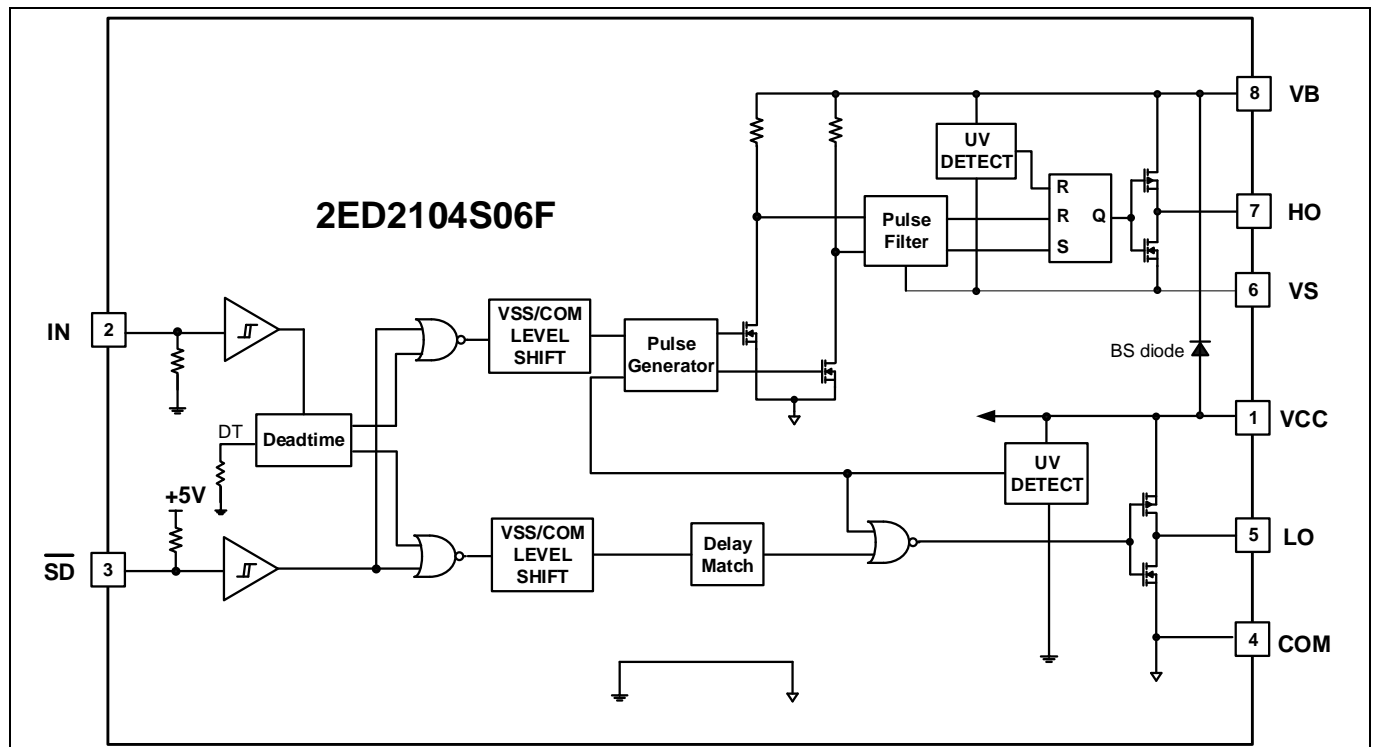 2ED2104S06F
8 VB
UV
DETECT
R
R Q
S
Pulse
Filter
7 HO
6 VS
IN 2
VSS/COM
LEVEL
SHIFT
Pulse
Generator
BS diode
DT
Deadtime
1 VCC
UV
DETECT
+5V
SD 3
VSS/COM
LEVEL
SHIFT
Delay
Match
5 LO
4 COM